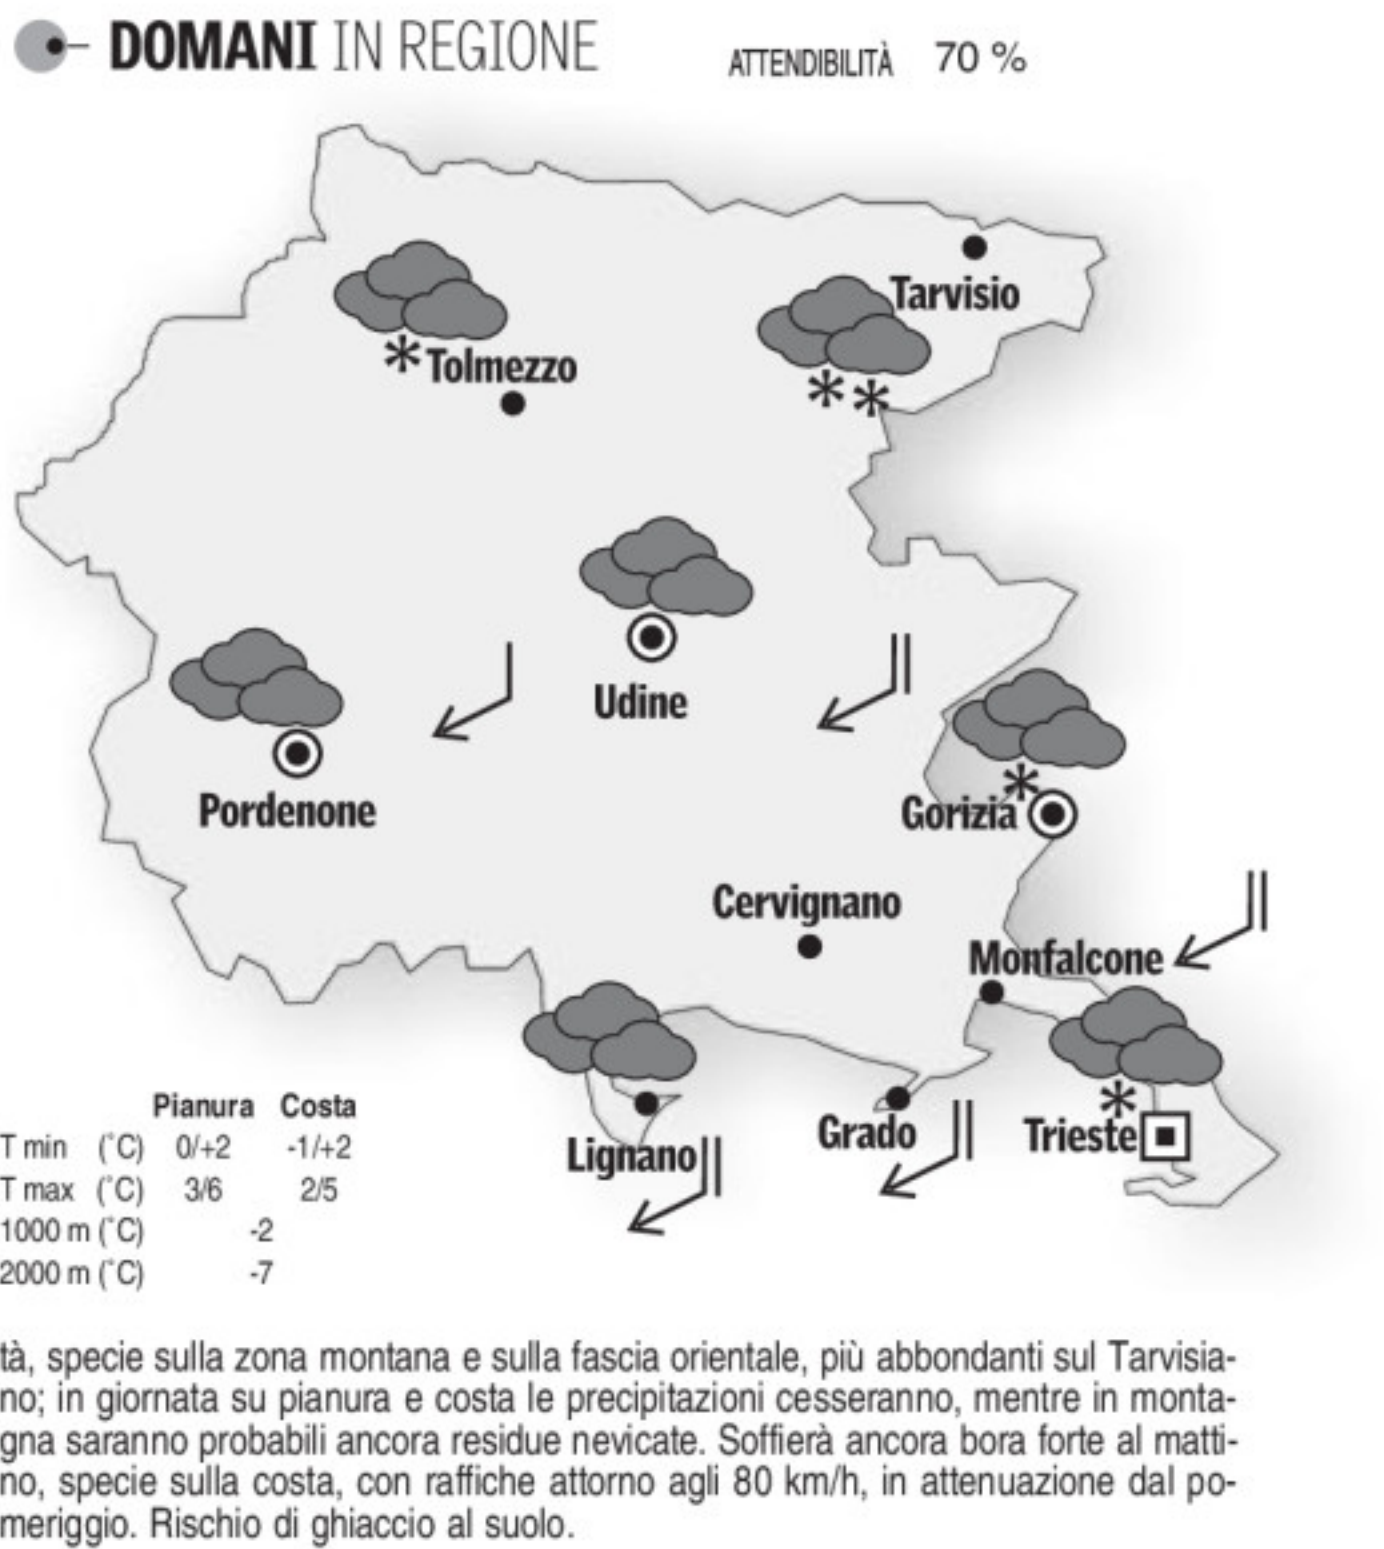 DOMANI IN REGIONE
ATTENDIBILITÀ 70 %
Tarvisio
Tolmezzo
Udine
Pordenone
Gorizia
Cervignano
Monfalcone
Lignano
Grado
Trieste
Pianura Costa
T min (°C) 0/+2 -1/+2
T max (°C) 3/6 2/5
1000 m (°C) -2
2000 m (°C) -7
tà, specie sulla zona montana e sulla fascia orientale, più abbondanti sul Tarvisia-
no; in giornata su pianura e costa le precipitazioni cesseranno, mentre in monta-
gna saranno probabili ancora residue nevicate. Soffierà ancora bora forte al matti-
no, specie sulla costa, con raffiche attorno agli 80 km/h, in attenuazione dal po-
meriggio. Rischio di ghiaccio al suolo.